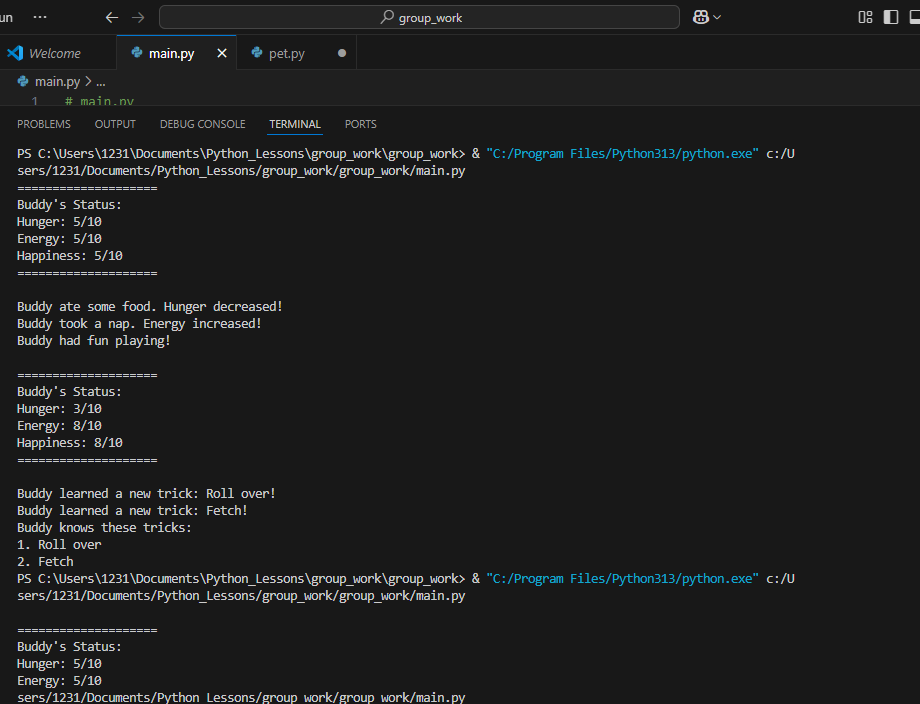 un ... group_work
Welcome main.py pet.py
main.py > ...
1 # main.py
PROBLEMS OUTPUT DEBUG CONSOLE TERMINAL PORTS
PS C:\Users\1231\Documents\Python_Lessons\group_work\group_work> & "C:/Program Files/Python313/python.exe" c:/U
sers/1231/Documents/Python_Lessons/group_work/group_work/main.py
====================
Buddy's Status:
Hunger: 5/10
Energy: 5/10
Happiness: 5/10
====================
Buddy ate some food. Hunger decreased!
Buddy took a nap. Energy increased!
Buddy had fun playing!
====================
Buddy's Status:
Hunger: 3/10
Energy: 8/10
Happiness: 8/10
====================
Buddy learned a new trick: Roll over!
Buddy learned a new trick: Fetch!
Buddy knows these tricks:
1. Roll over
2. Fetch
PS C:\Users\1231\Documents\Python_Lessons\group_work\group_work> & "C:/Program Files/Python313/python.exe" c:/U
sers/1231/Documents/Python_Lessons/group_work/group_work/main.py
====================
Buddy's Status:
Hunger: 5/10
Energy: 5/10
sers/1231/Documents/Python_Lessons/group_work/group_work/main.py